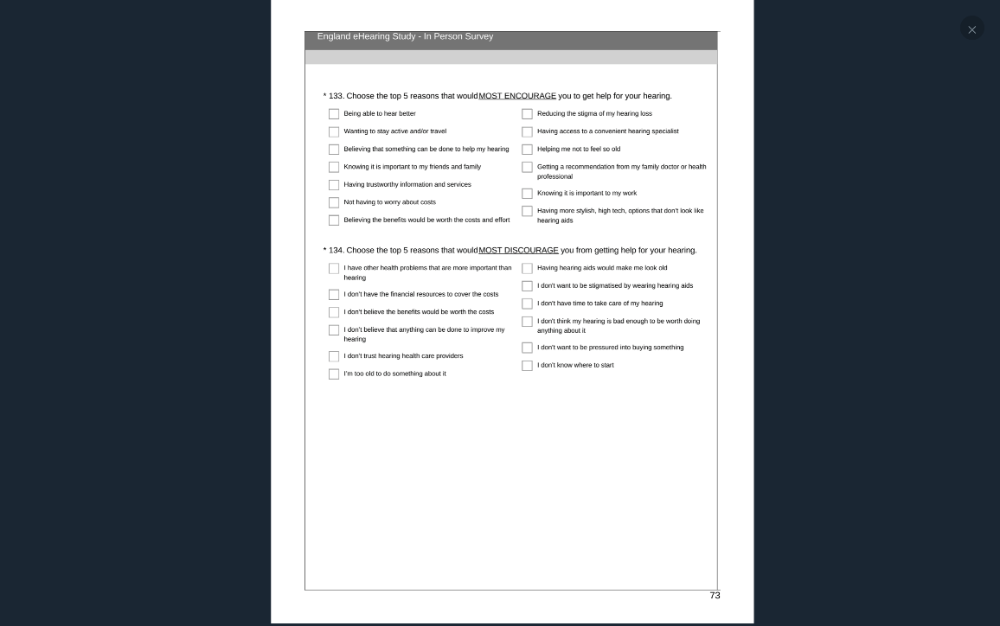 England eHearing Study - In Person Survey
* 133. Choose the top 5 reasons that would MOST ENCOURAGE you to get help for your hearing.
Being able to hear better
Wanting to stay active and/or travel
Believing that something can be done to help my hearing
Knowing it is important to my friends and family
Having trustworthy information and services
Not having to worry about costs
Believing the benefits would be worth the costs and effort
Reducing the stigma of my hearing loss
Having access to a convenient hearing specialist
Helping me not to feel so old
Getting a recommendation from my family doctor or health
professional
Knowing it is important to my work
Having more stylish, high tech, options that don't look like
hearing aids
* 134. Choose the top 5 reasons that would MOST DISCOURAGE you from getting help for your hearing.
I have other health problems that are more important than
hearing
I don't have the financial resources to cover the costs
I don't believe the benefits would be worth the costs
I don't believe that anything can be done to improve my
hearing
I don't trust hearing health care providers
I'm too old to do something about it
Having hearing aids would make me look old
I don't want to be stigmatised by wearing hearing aids
I don't have time to take care of my hearing
I don't think my hearing is bad enough to be worth doing
anything about it
I don't want to be pressured into buying something
I don't know where to start
73